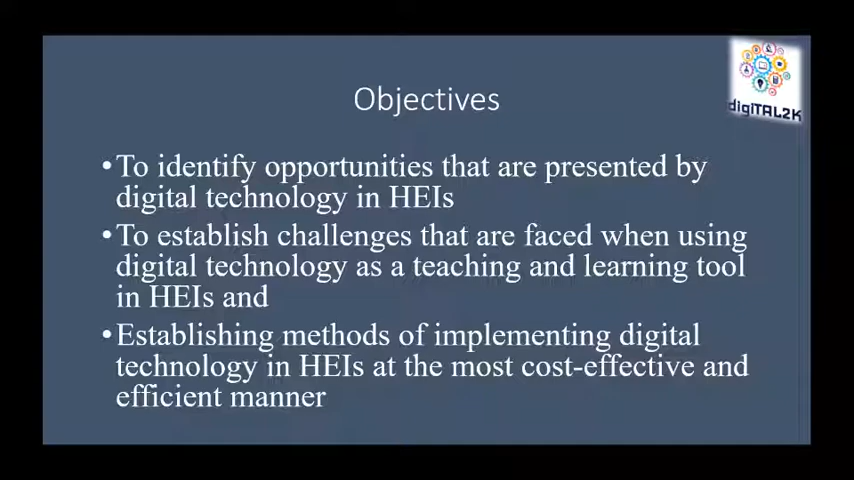 digiTAL2K
Objectives
•To identify opportunities that are presented by
digital technology in HEIs
•To establish challenges that are faced when using
digital technology as a teaching and learning tool
in HEIs and
•Establishing methods of implementing digital
technology in HEIs at the most cost-effective and
efficient manner